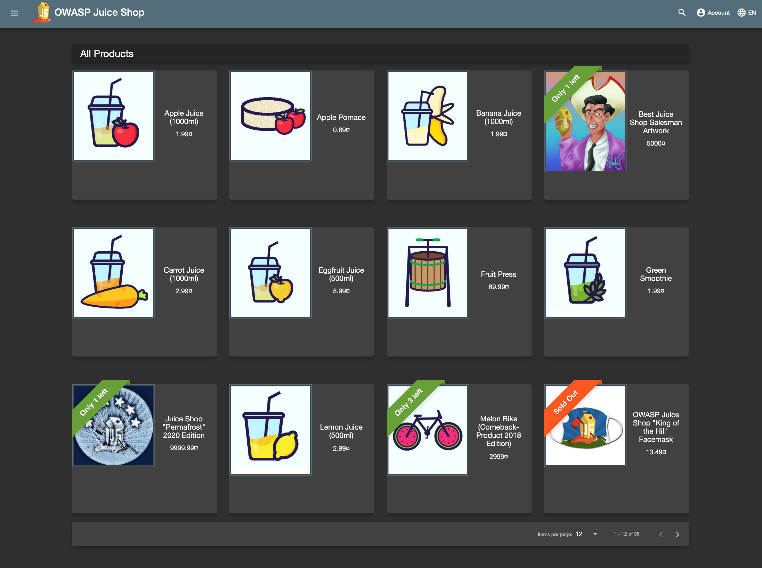 OWASP Juice Shop
Account
EN
All Products
Apple Juice
(1000ml)
1.99¤
Apple Pomace
0.89¤
Banana Juice
(1000ml)
1.99¤
Only 1 left
Best Juice
Shop Salesman
Artwork
5000¤
Carrot Juice
(1000ml)
2.99¤
Eggfruit Juice
(500ml)
8.99¤
Fruit Press
89.99¤
Green
Smoothie
1.99¤
Only 1 left
Juice Shop
"Permafrost"
2020 Edition
9999.99¤
Lemon Juice
(500ml)
2.99¤
Only 3 left
Melon Bike
(Comeback-
Product 2018
Edition)
2999¤
Sold Out
OWASP Juice
Shop "King of
the Hill"
Facemask
13.49¤
Items per page: 12
1 – 12 of 35